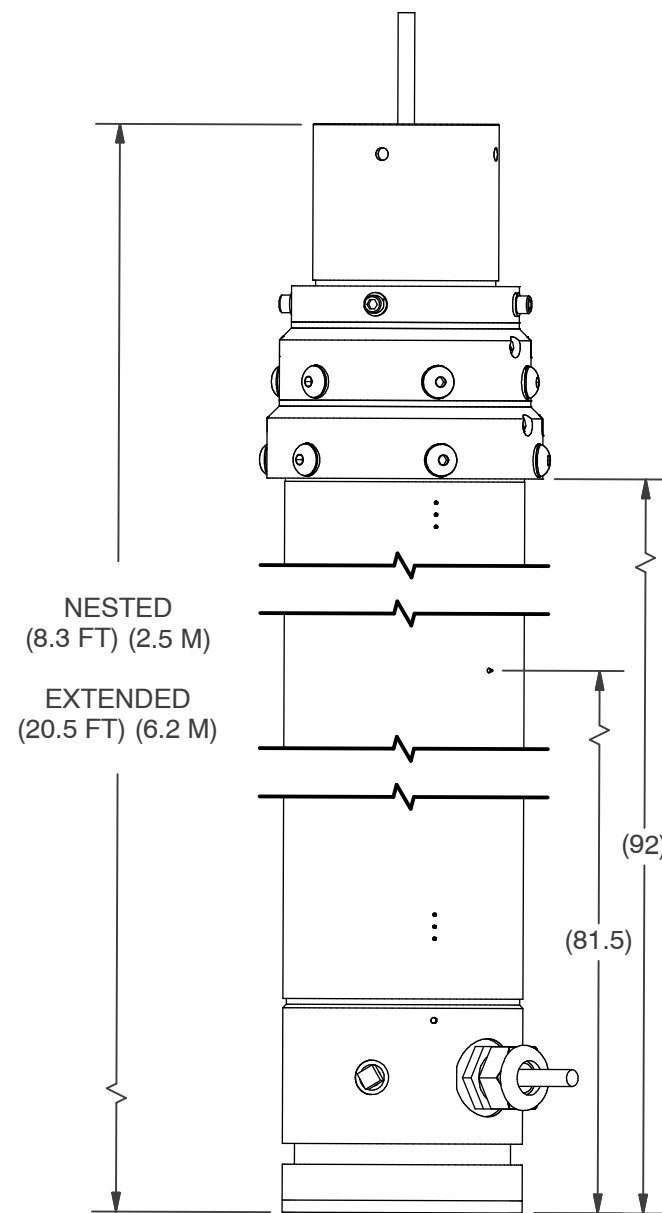 NESTED
(8.3 FT) (2.5 M)
EXTENDED
(20.5 FT) (6.2 M)
(92)
(81.5)